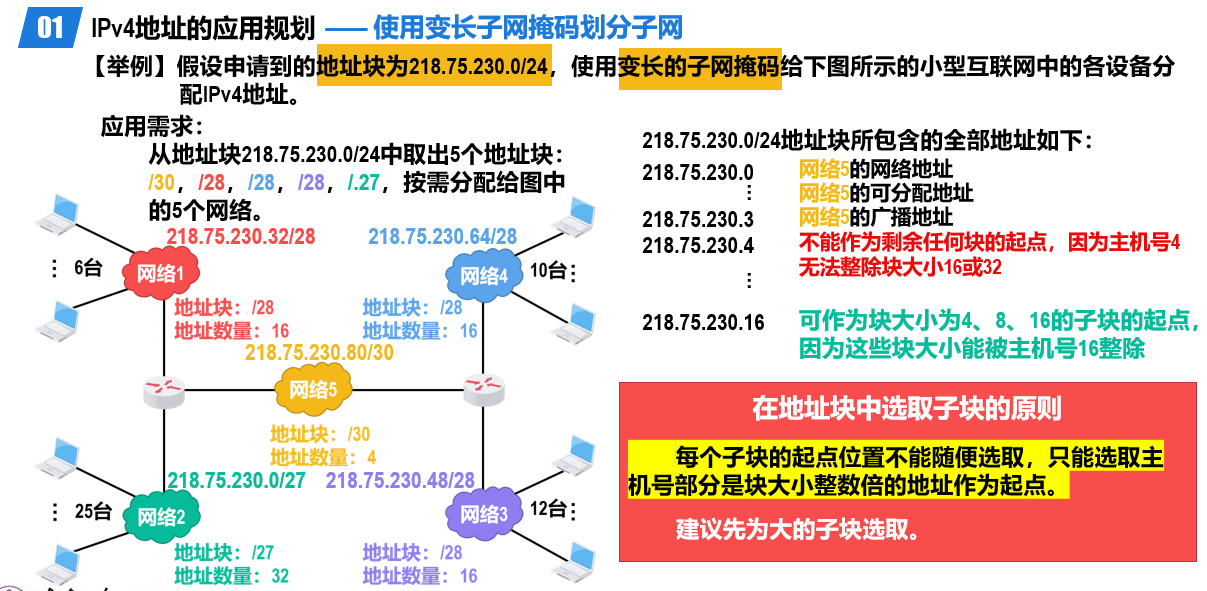 01 IPv4地址的应用规划 —— 使用变长子网掩码划分子网
【举例】假设申请到的地址块为218.75.230.0/24，使用变长的子网掩码给下图所示的小型互联网中的各设备分
配IPv4地址。
应用需求：
从地址块218.75.230.0/24中取出5个地址块：
/30，/28，/28，/28，/.27，按需分配给图中
的5个网络。
218.75.230.32/28
218.75.230.64/28
6台
网络1
网络4
10台
地址块：/28
地址数量：16
地址块：/28
地址数量：16
218.75.230.80/30
网络5
地址块：/30
地址数量：4
218.75.230.0/27
218.75.230.48/28
25台
网络2
网络3
12台
地址块：/27
地址数量：32
地址块：/28
地址数量：16
218.75.230.0/24地址块所包含的全部地址如下：
218.75.230.0 网络5的网络地址
⋮ 网络5的可分配地址
218.75.230.3 网络5的广播地址
218.75.230.4 不能作为剩余任何块的起点，因为主机号4
无法整除块大小16或32
⋮
218.75.230.16 可作为块大小为4、8、16的子块的起点，
因为这些块大小能被主机号16整除
在地址块中选取子块的原则
每个子块的起点位置不能随便选取，只能选取主
机号部分是块大小整数倍的地址作为起点。
建议先为大的子块选取。